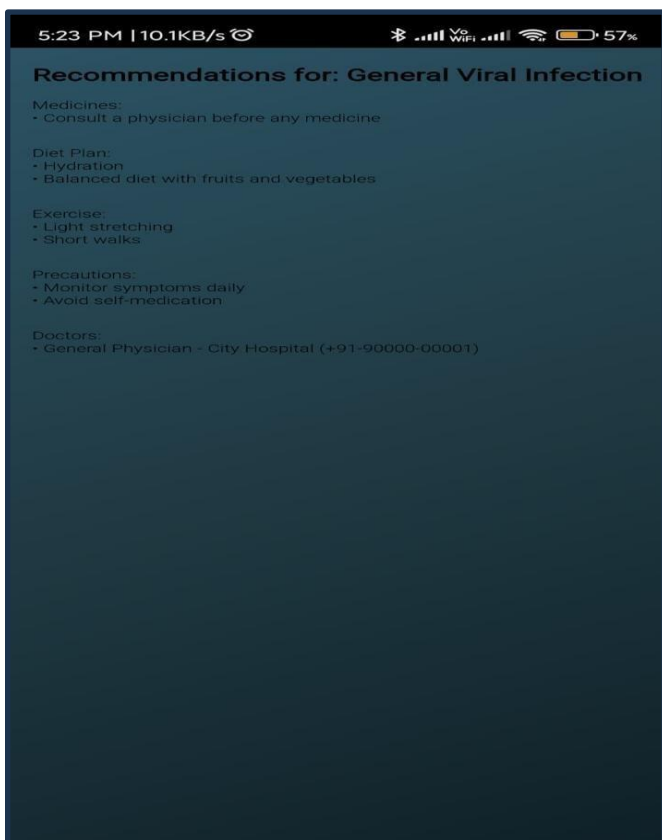 5:23 PM | 10.1KB/s Vo WiFi 57%
Recommendations for: General Viral Infection
Medicines:
• Consult a physician before any medicine
Diet Plan:
• Hydration
• Balanced diet with fruits and vegetables
Exercise:
• Light stretching
• Short walks
Precautions:
• Monitor symptoms daily
• Avoid self-medication
Doctors:
• General Physician - City Hospital (+91-90000-00001)